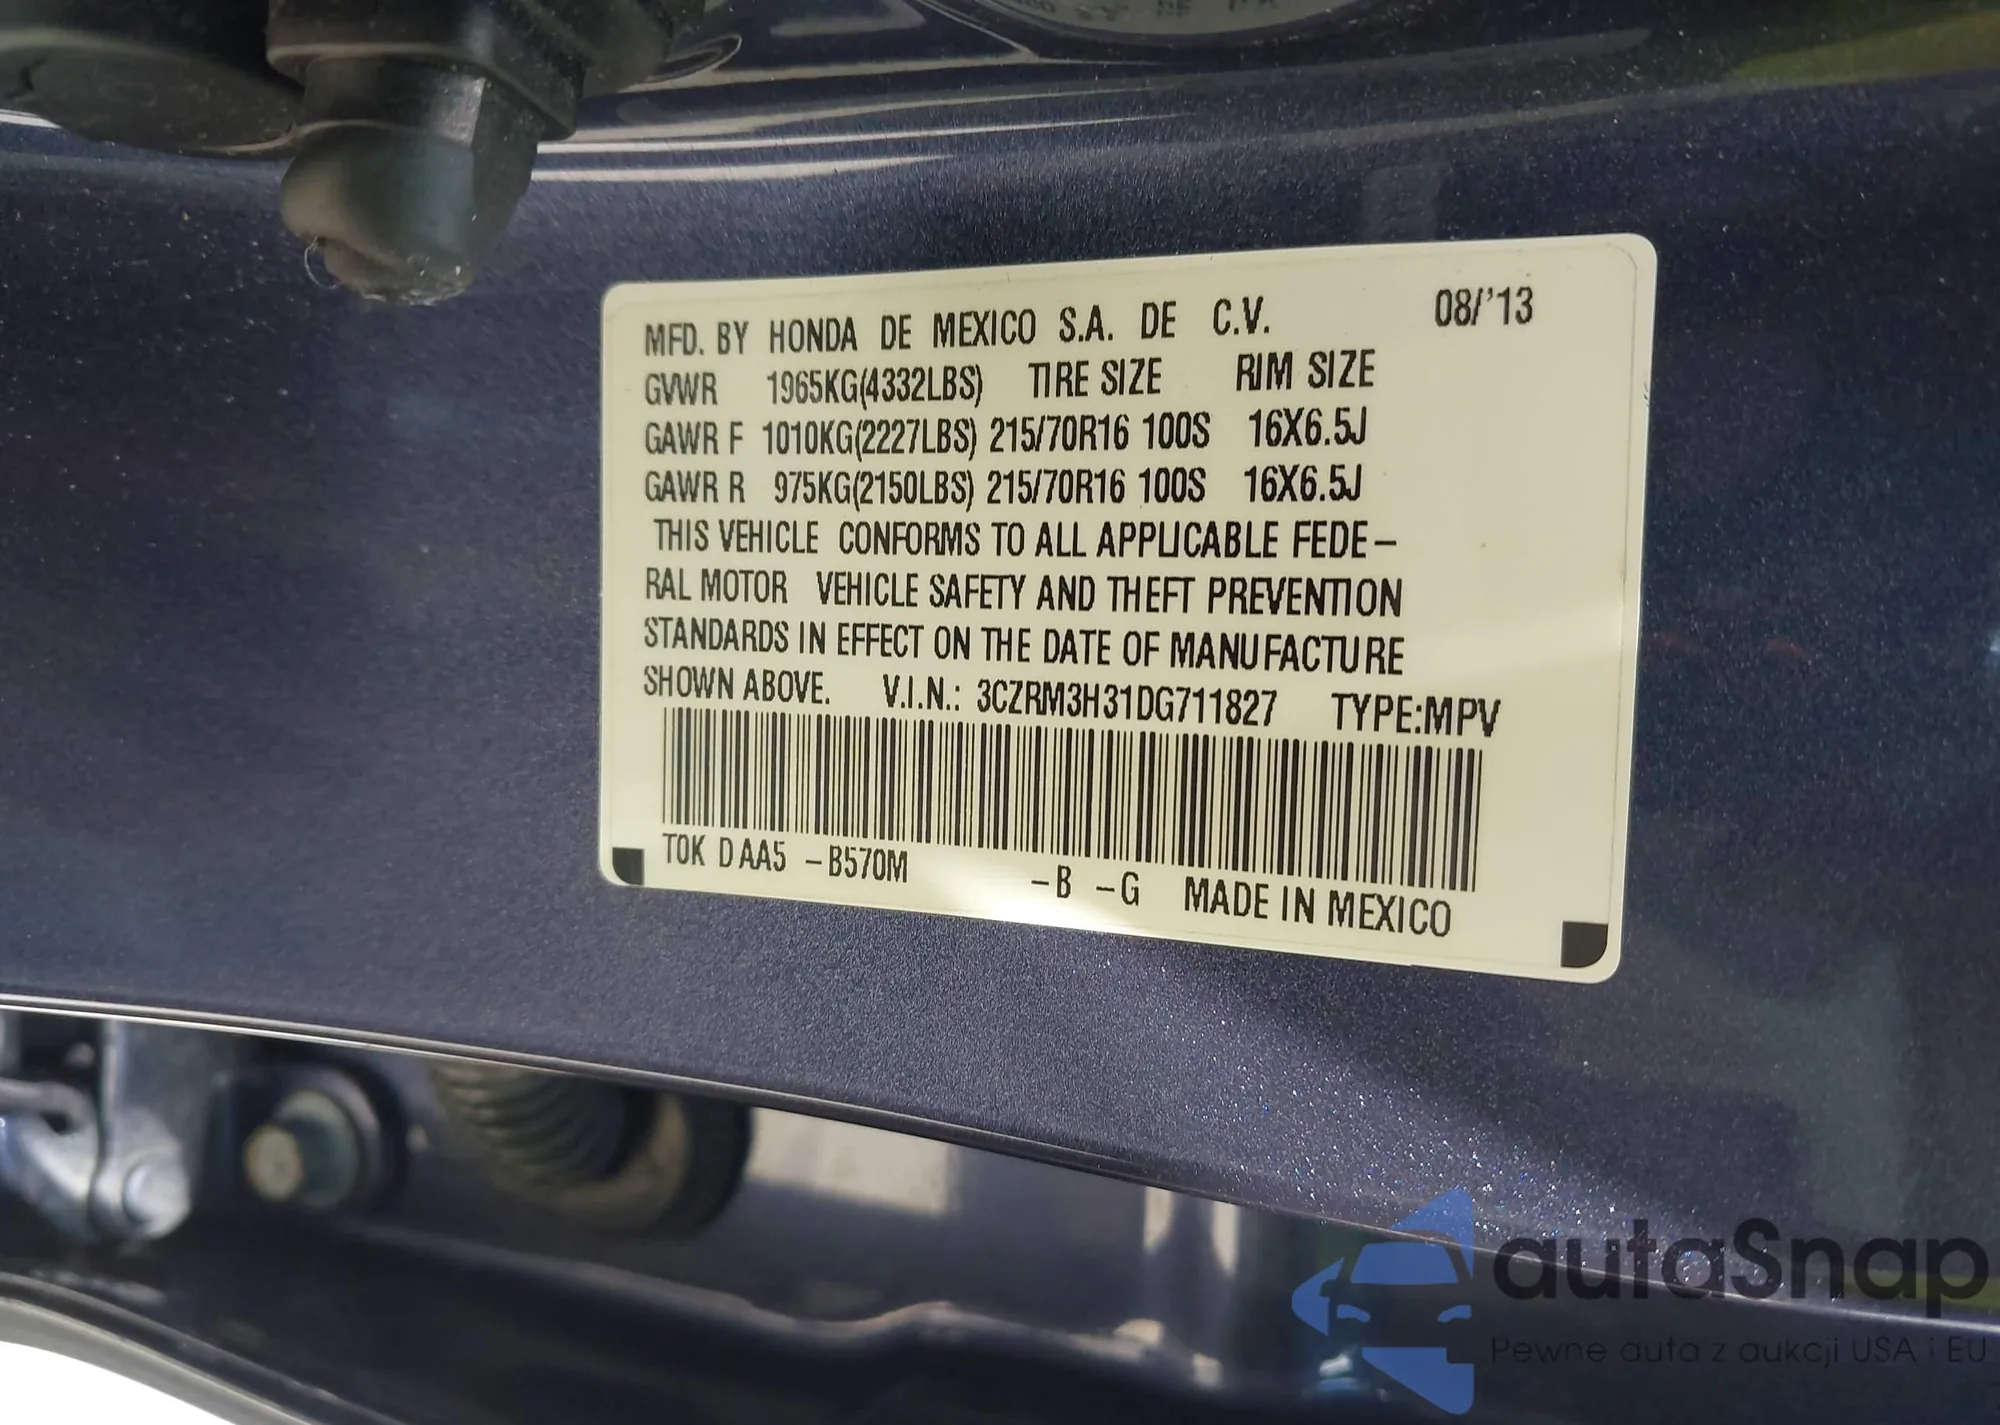 MFD. BY HONDA DE MEXICO S.A. DE C.V. 08/'13
GVWR 1965KG(4332LBS) TIRE SIZE RIM SIZE
GAWR F 1010KG(2227LBS) 215/70R16 100S 16X6.5J
GAWR R 975KG(2150LBS) 215/70R16 100S 16X6.5J
THIS VEHICLE CONFORMS TO ALL APPLICABLE FEDE–
RAL MOTOR VEHICLE SAFETY AND THEFT PREVENTION
STANDARDS IN EFFECT ON THE DATE OF MANUFACTURE
SHOWN ABOVE. V.I.N.: 3CZRM3H31DG711827 TYPE:MPV
T0K DAA5 –B570M –B –G MADE IN MEXICO
autaSnap
Pewne auta z aukcji USA i EU